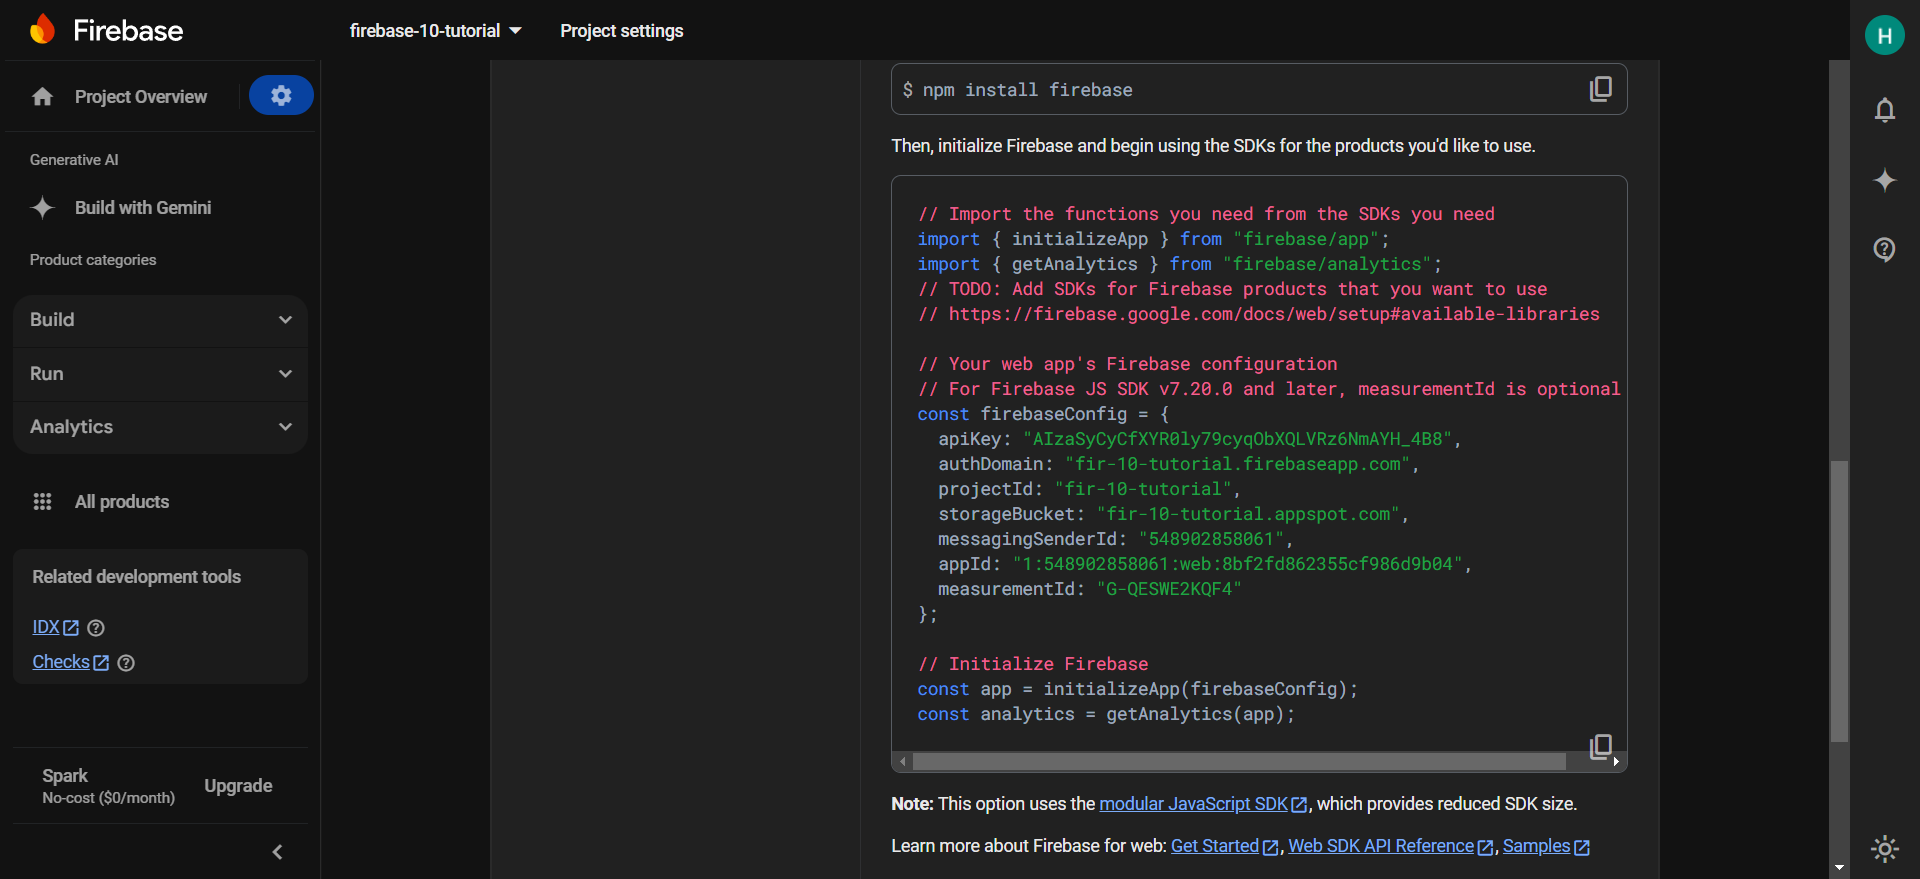 Firebase
firebase-10-tutorial
Project settings
H
Project Overview
Generative AI
Build with Gemini
Product categories
Build
Run
Analytics
All products
Related development tools
IDX
Checks
Spark
No-cost ($0/month)
Upgrade
$ npm install firebase
Then, initialize Firebase and begin using the SDKs for the products you'd like to use.
// Import the functions you need from the SDKs you need
import { initializeApp } from "firebase/app";
import { getAnalytics } from "firebase/analytics";
// TODO: Add SDKs for Firebase products that you want to use
// https://firebase.google.com/docs/web/setup#available-libraries
// Your web app's Firebase configuration
// For Firebase JS SDK v7.20.0 and later, measurementId is optional
const firebaseConfig = {
  apiKey: "AIzaSyCyCfXYR0ly79cyqObXQLVRz6NmAYH_4B8",
  authDomain: "fir-10-tutorial.firebaseapp.com",
  projectId: "fir-10-tutorial",
  storageBucket: "fir-10-tutorial.appspot.com",
  messagingSenderId: "548902858061",
  appId: "1:548902858061:web:8bf2fd862355cf986d9b04",
  measurementId: "G-QESWE2KQF4"
};
// Initialize Firebase
const app = initializeApp(firebaseConfig);
const analytics = getAnalytics(app);
Note: This option uses the modular JavaScript SDK, which provides reduced SDK size.
Learn more about Firebase for web: Get Started, Web SDK API Reference, Samples